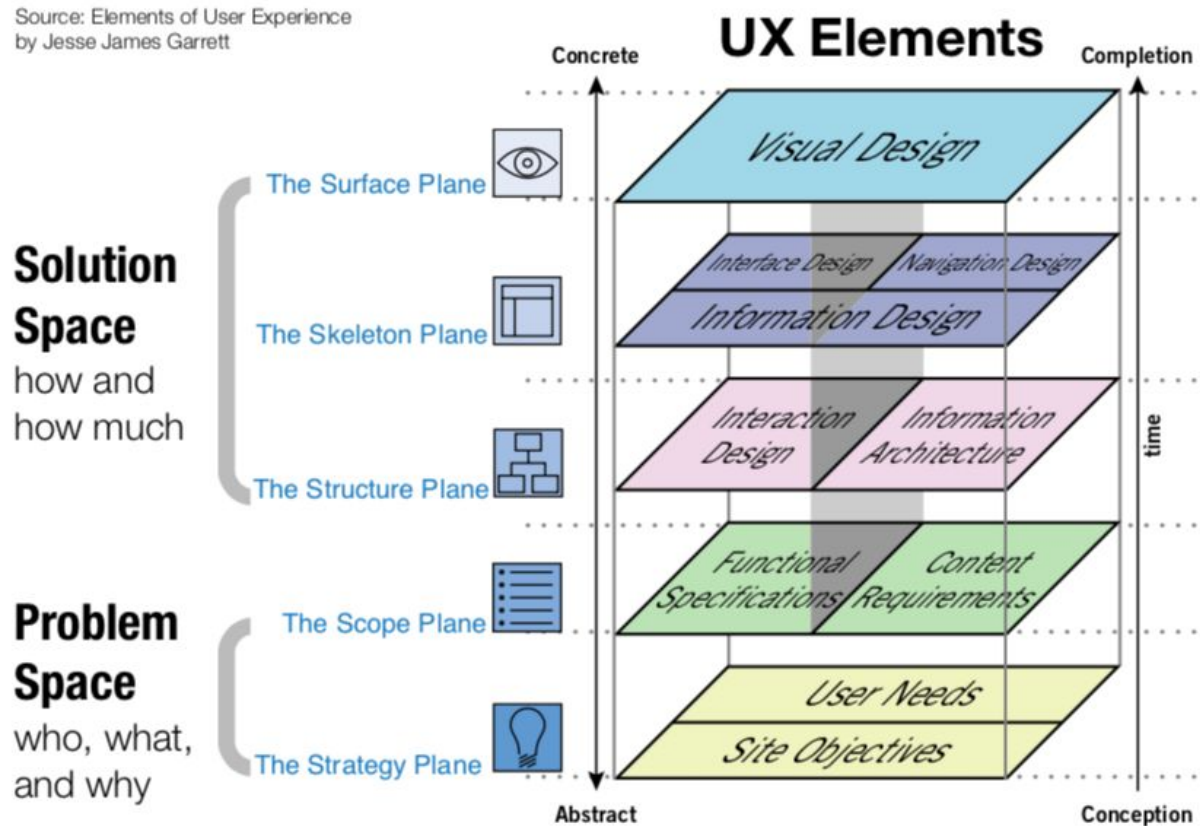 Source: Elements of User Experience
by Jesse James Garrett
UX Elements
Concrete
Completion
Visual Design
The Surface Plane
Solution
Space
how and
how much
Interface Design
Navigation Design
Information Design
The Skeleton Plane
Interaction
Design
Information
Architecture
time
The Structure Plane
Functional
Specifications
Content
Requirements
The Scope Plane
Problem
Space
who, what,
and why
User Needs
Site Objectives
The Strategy Plane
Abstract
Conception